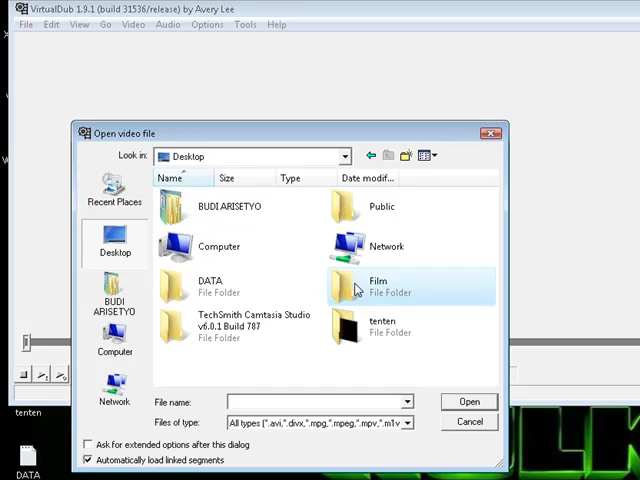 VirtualDub 1.9.1 (build 31536/release) by Avery Lee
File Edit View Go Video Audio Options Tools Help
Open video file
Look in: Desktop
Name Size Type Date modif...
Recent Places
Desktop
BUDI
ARISETYO
Computer
Network
BUDI ARISETYO
Public
Computer
Network
DATA
File Folder
Film
File Folder
TechSmith Camtasia Studio
v6.0.1 Build 787
File Folder
tenten
File Folder
File name:
Open
Files of type: All types (*.avi,*.divx,*.mpg,*.mpeg,*.mpv,*.m1v
Cancel
Ask for extended options after this dialog
Automatically load linked segments
tenten
DATA